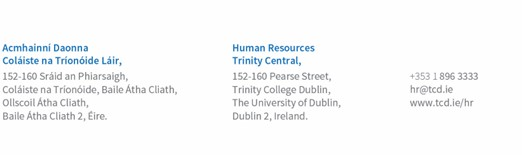 Acmhainní Daonna
Coláiste na Tríonóide Láir,
152-160 Sráid an Phiarsaigh,
Coláiste na Tríonóide, Baile Átha Cliath,
Ollscoil Átha Cliath,
Baile Átha Cliath 2, Éire.
Human Resources
Trinity Central,
152-160 Pearse Street,
Trinity College Dublin,
The University of Dublin,
Dublin 2, Ireland.
+353 1 896 3333
hr@tcd.ie
www.tcd.ie/hr